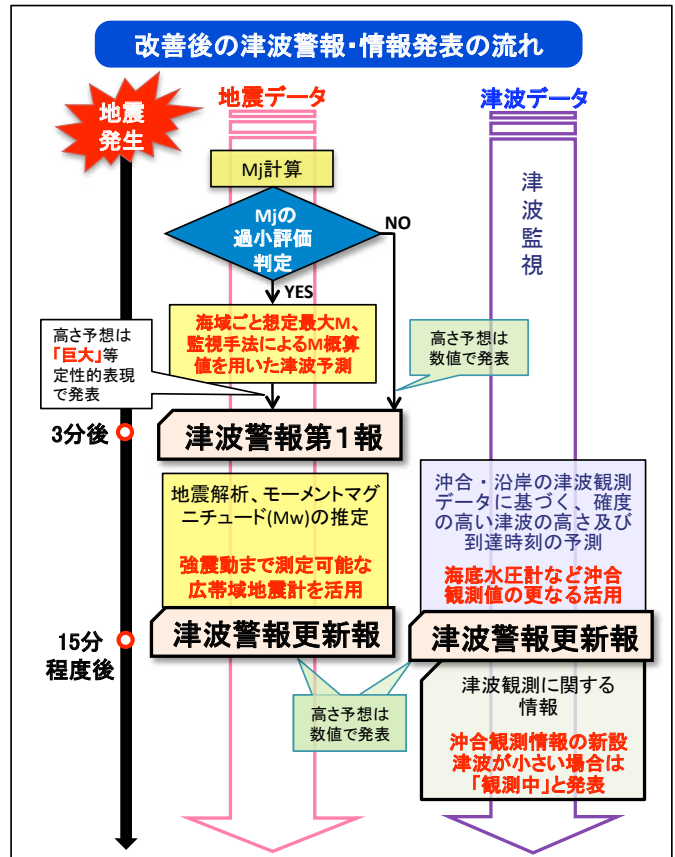 改善後の津波警報・情報発表の流れ
地震
発生
地震データ
津波データ
Mj計算
Mjの
過小評価
判定
NO
YES
津
波
監
視
海域ごと想定最大M、
監視手法によるM概算
値を用いた津波予測
高さ予想は
「巨大」等
定性的表現
で発表
高さ予想は
数値で発表
3分後
津波警報第1報
地震解析、モーメントマグ
ニチュード(Mw)の推定
強震動まで測定可能な
広帯域地震計を活用
沖合・沿岸の津波観測
データに基づく、確度
の高い津波の高さ及び
到達時刻の予測
海底水圧計など沖合
観測値の更なる活用
15分
程度後
津波警報更新報
津波警報更新報
高さ予想は
数値で発表
津波観測に関する
情報
沖合観測情報の新設
津波が小さい場合は
「観測中」と発表